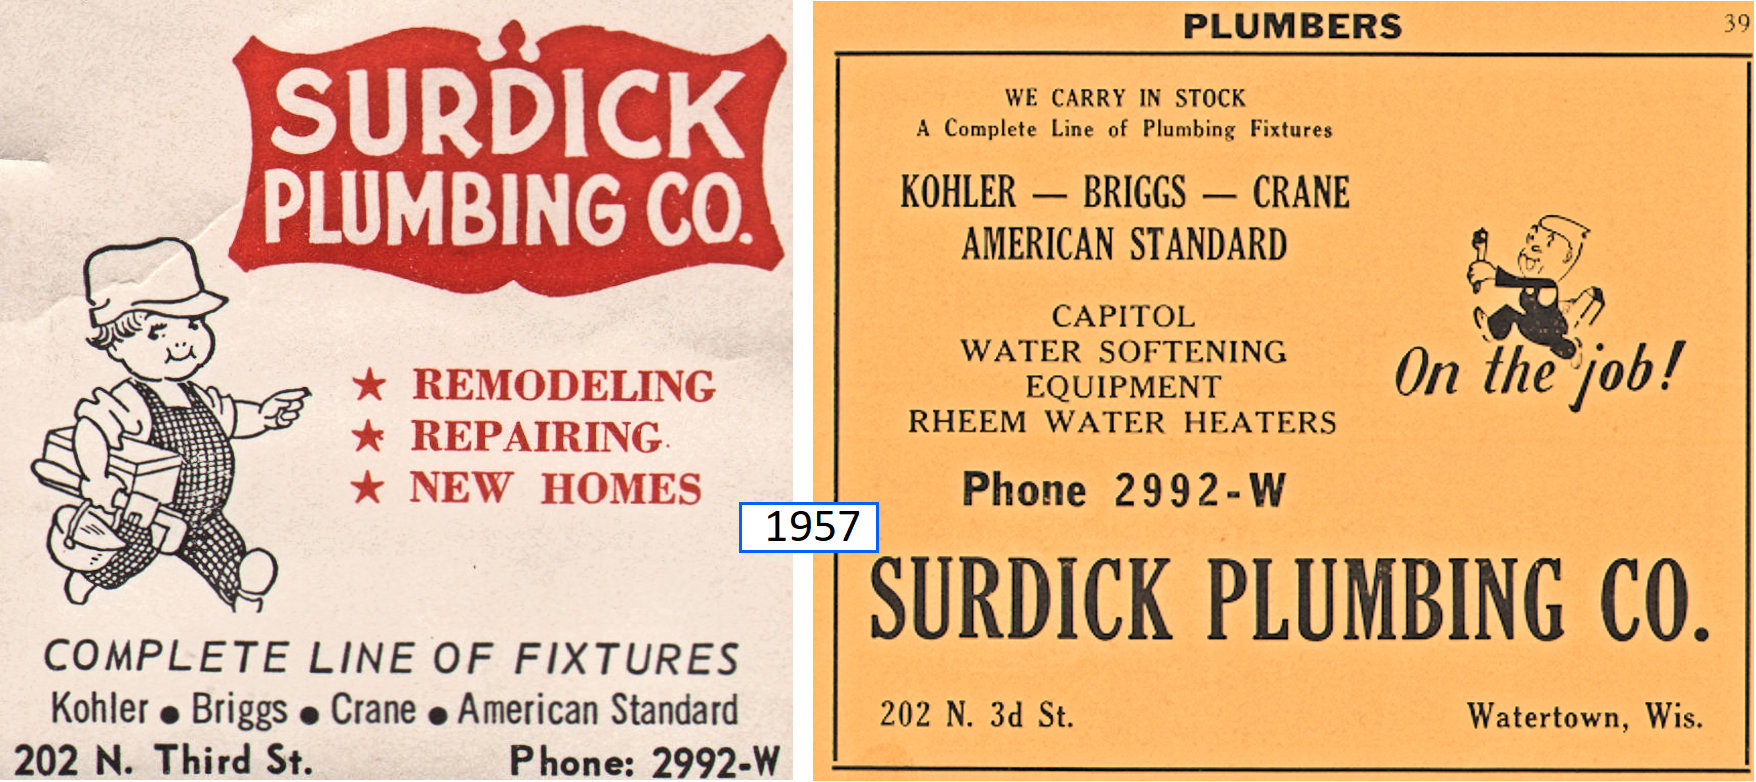 SURDICK
PLUMBING CO.
★ REMODELING
★ REPAIRING
★ NEW HOMES
COMPLETE LINE OF FIXTURES
Kohler ● Briggs ● Crane ● American Standard
202 N. Third St. Phone: 2992-W
1957
PLUMBERS 39
WE CARRY IN STOCK
A Complete Line of Plumbing Fixtures
KOHLER — BRIGGS — CRANE
AMERICAN STANDARD
CAPITOL
WATER SOFTENING
EQUIPMENT
RHEEM WATER HEATERS
On the job!
Phone 2992-W
SURDICK PLUMBING CO.
202 N. 3d St. Watertown, Wis.